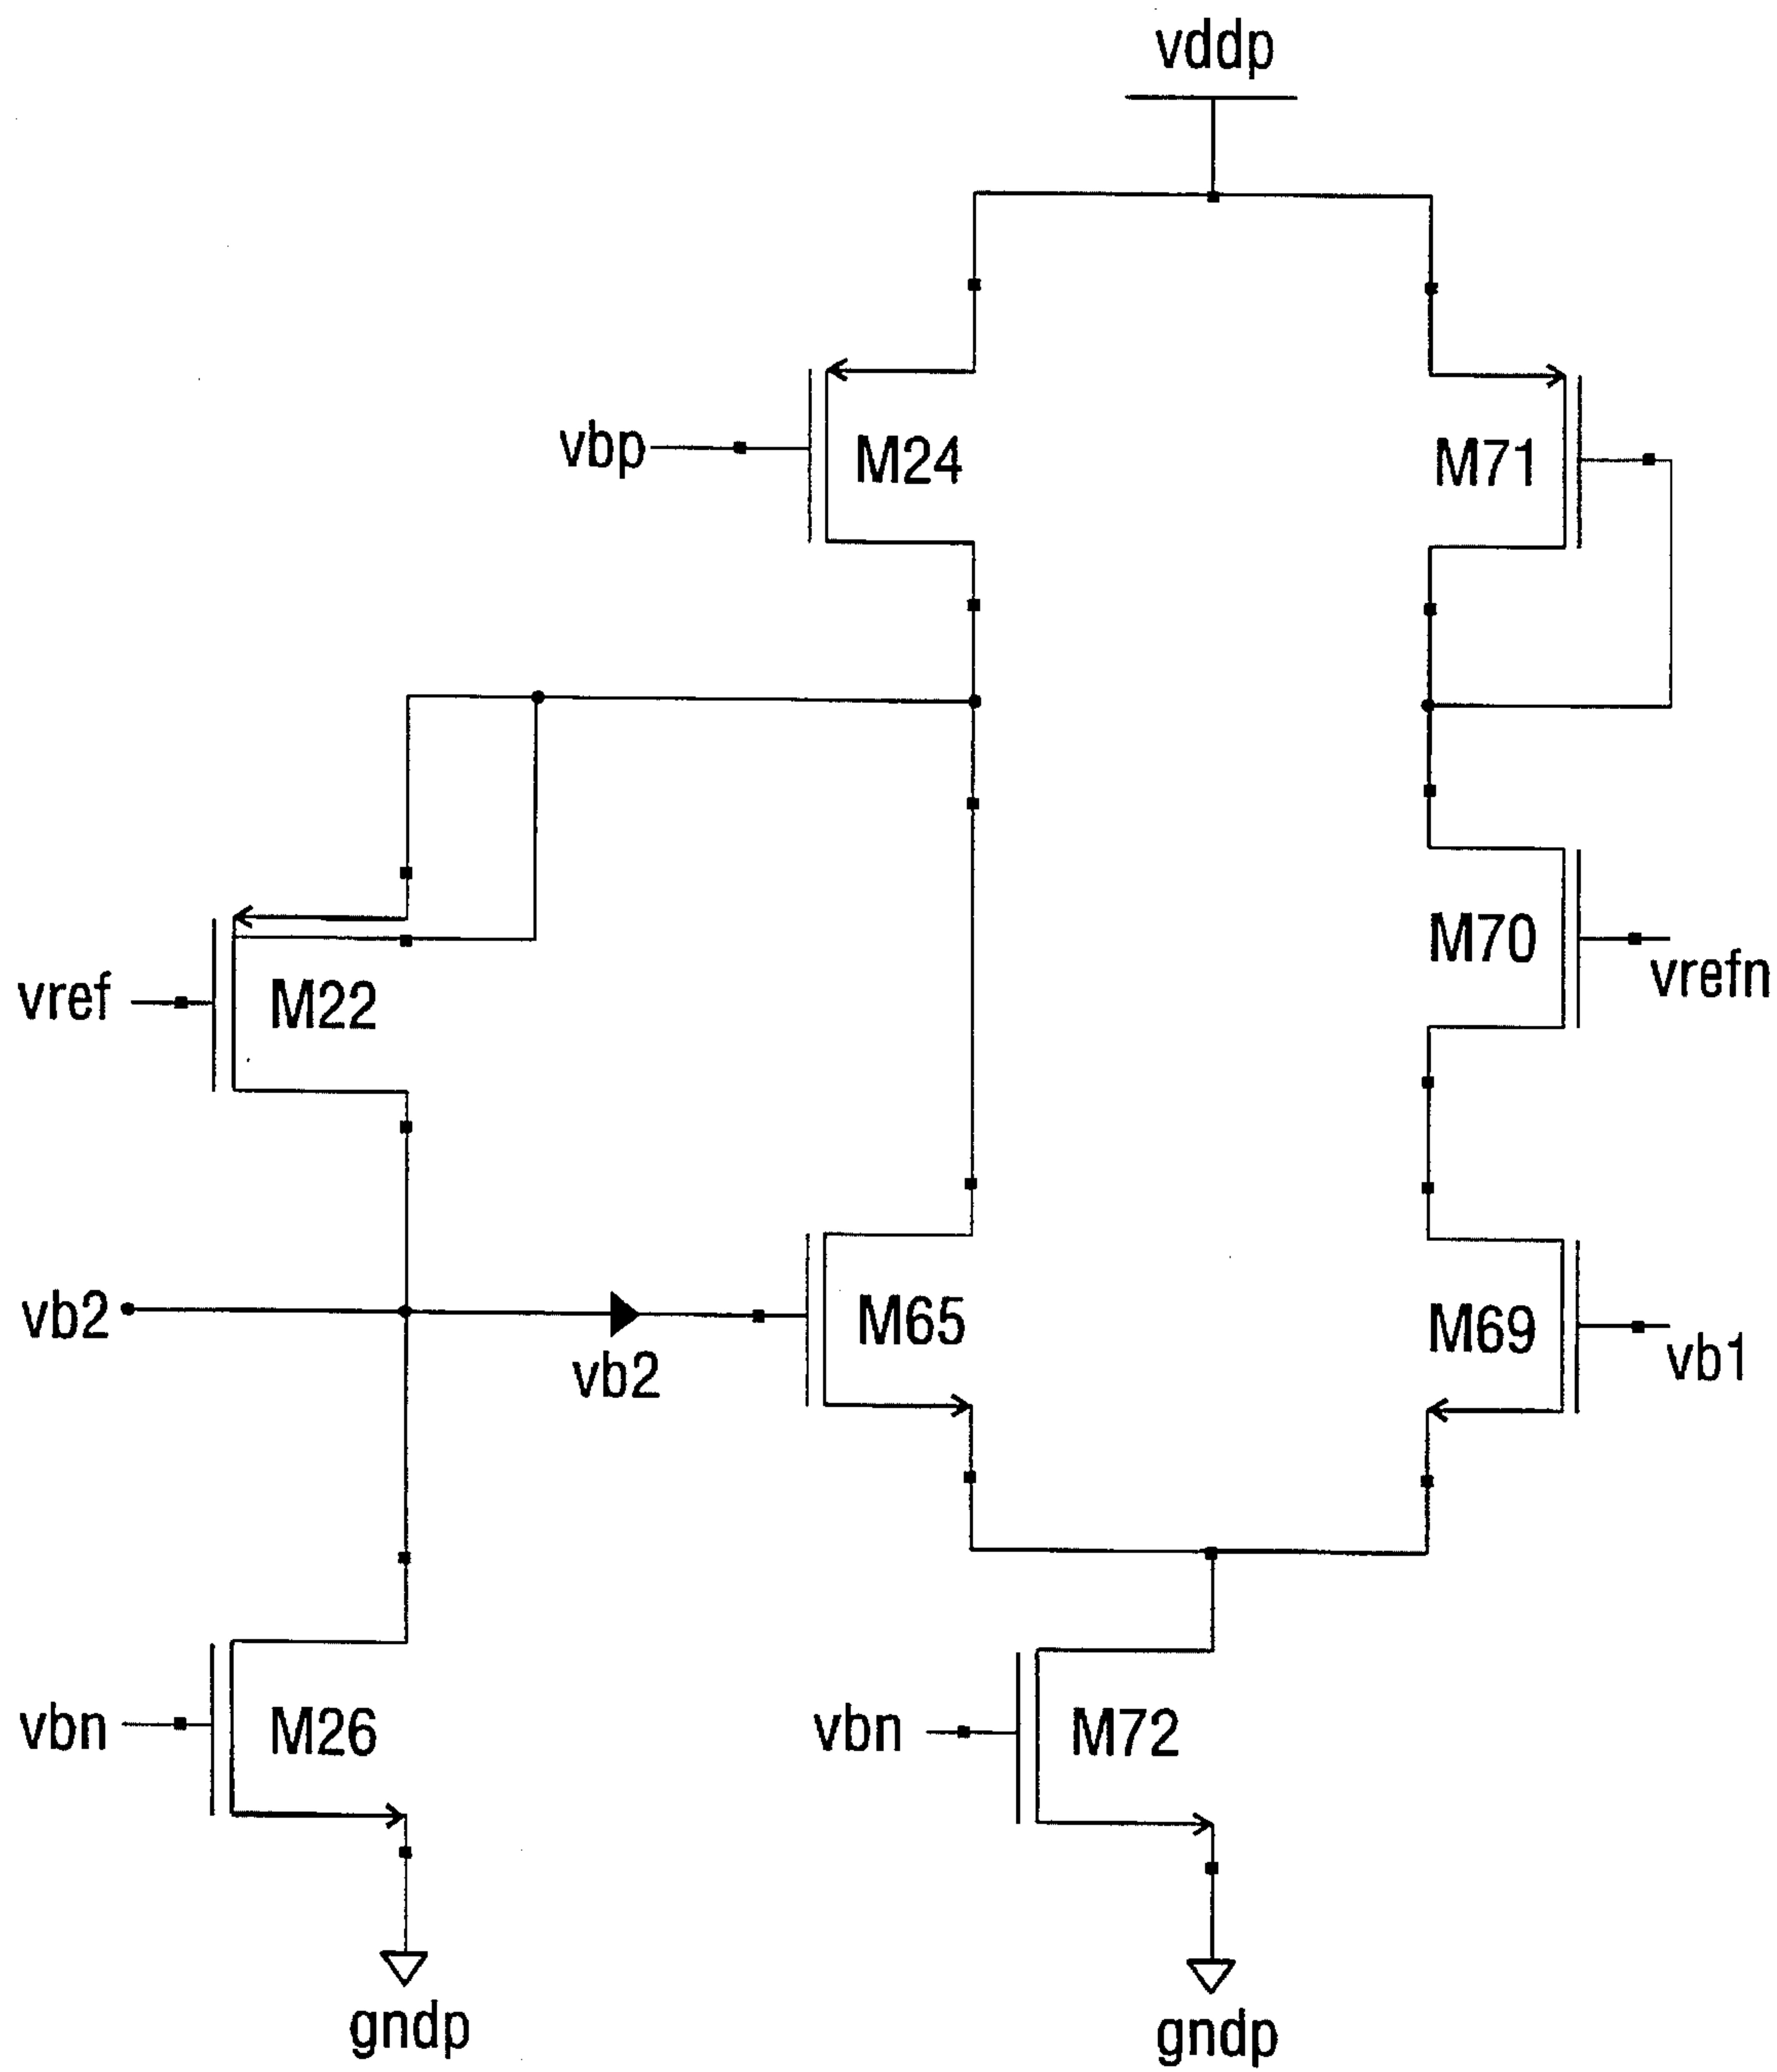 vddp
vbp
M24
M71
M70
vrefn
vref
M22
vb2
vb2
M65
M69
vb1
vbn
M26
vbn
M72
gndp
gndp